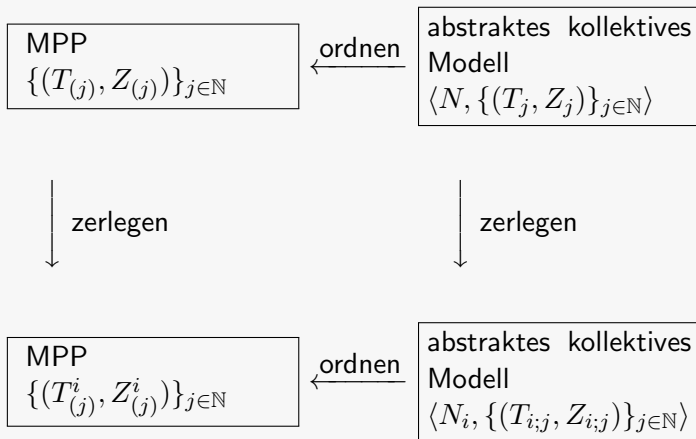 MPP
{(T_{(j)}, Z_{(j)})}_{j∈ℕ}
ordnen
abstraktes kollektives
Modell
⟨N, {(T_j, Z_j)}_{j∈ℕ}⟩
zerlegen
zerlegen
MPP
{(T^i_{(j)}, Z^i_{(j)})}_{j∈ℕ}
ordnen
abstraktes kollektives
Modell
⟨N_i, {(T_{i;j}, Z_{i;j})}_{j∈ℕ}⟩